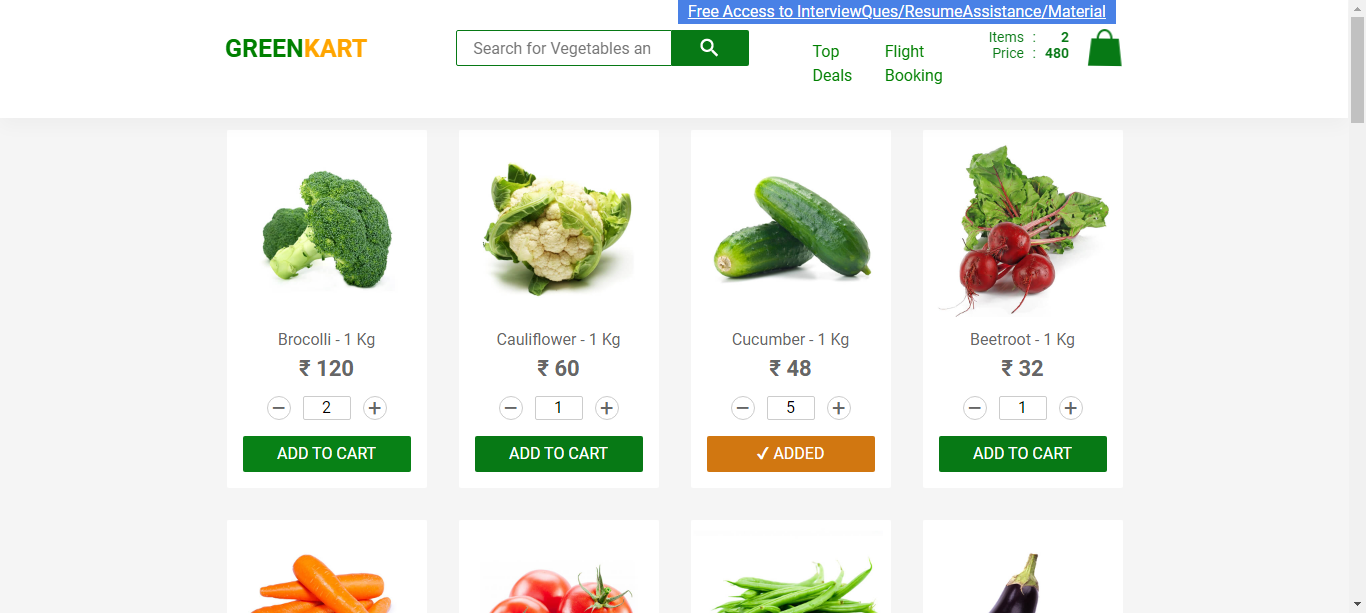 Free Access to InterviewQues/ResumeAssistance/Material
GREENKART
Search for Vegetables an
Top
Deals
Flight
Booking
Items : 2
Price : 480
Brocolli - 1 Kg
₹ 120
2
ADD TO CART
Cauliflower - 1 Kg
₹ 60
1
ADD TO CART
Cucumber - 1 Kg
₹ 48
5
✓ ADDED
Beetroot - 1 Kg
₹ 32
1
ADD TO CART